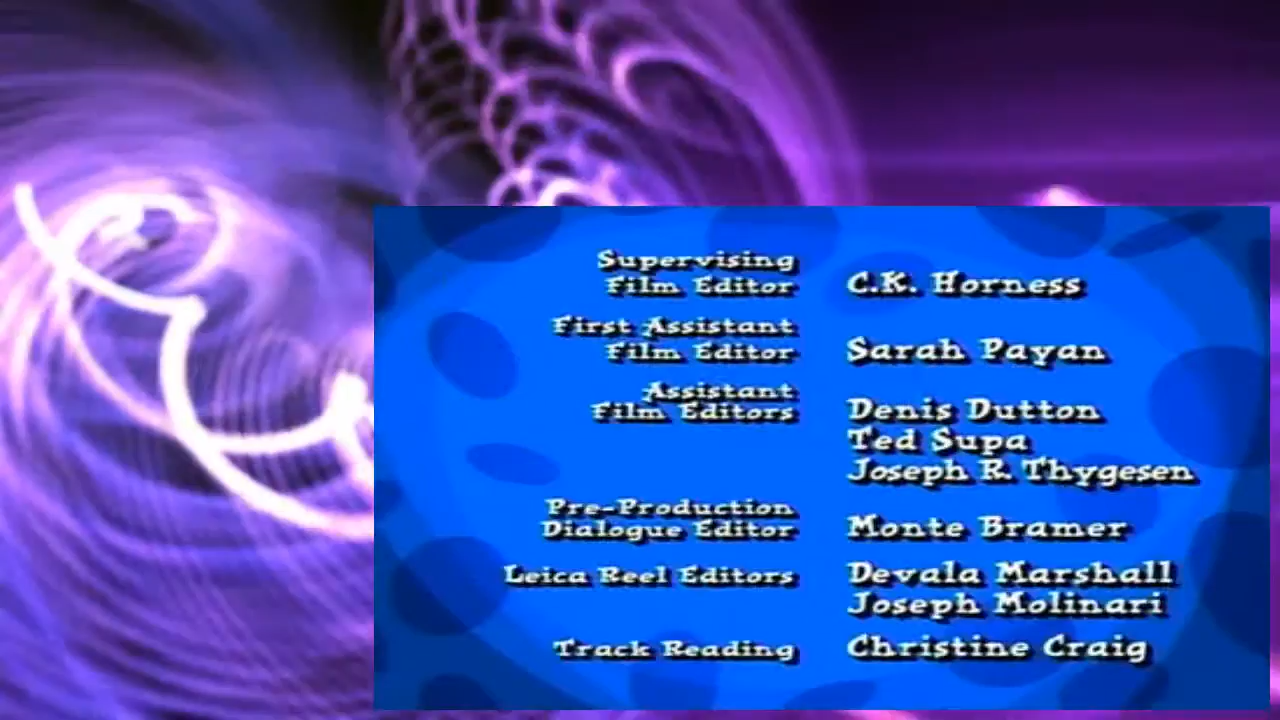 Supervising
Film Editor C.K. Horness
First Assistant
Film Editor Sarah Payan
Assistant
Film Editors Denis Dutton
Ted Supa
Joseph R. Thygesen
Pre-Production
Dialogue Editor Monte Bramer
Leica Reel Editors Devala Marshall
Joseph Molinari
Track Reading Christine Craig